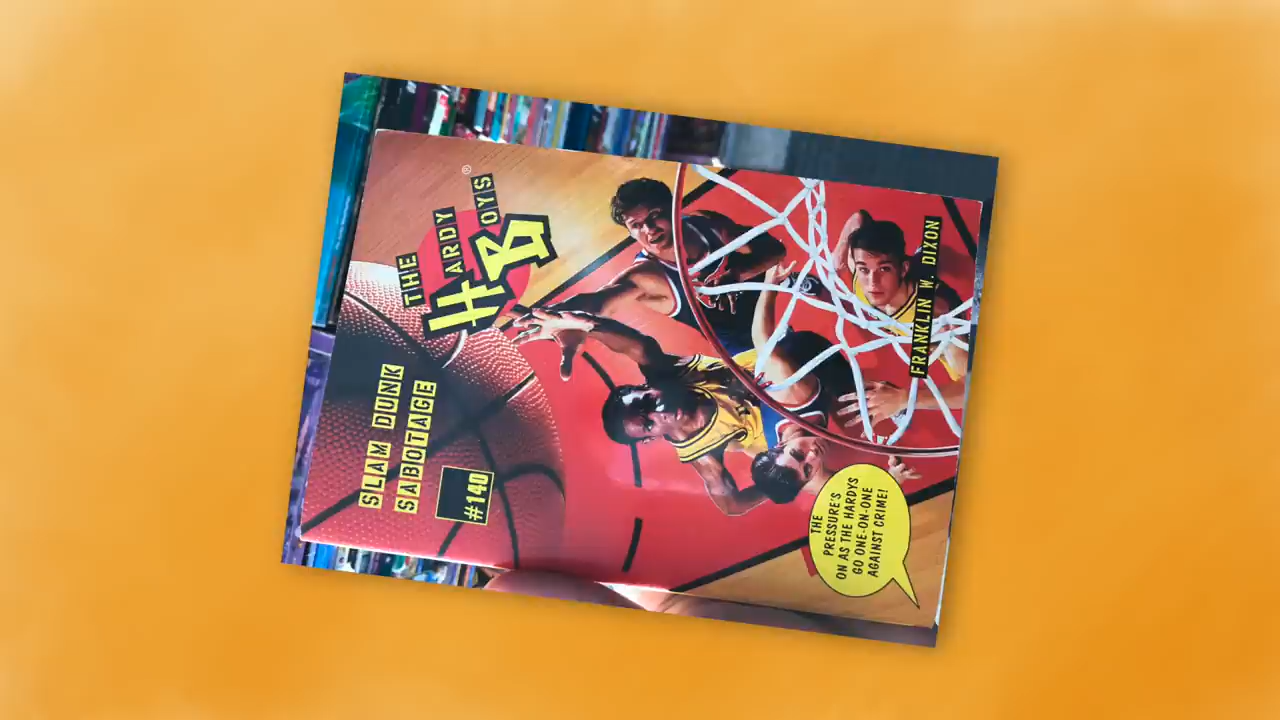 THE
HARDY
BOYS®
SLAM DUNK
SABOTAGE
#140
FRANKLIN W. DIXON
THE
PRESSURE'S
ON AS THE HARDYS
GO ONE-ON-ONE
AGAINST CRIME!